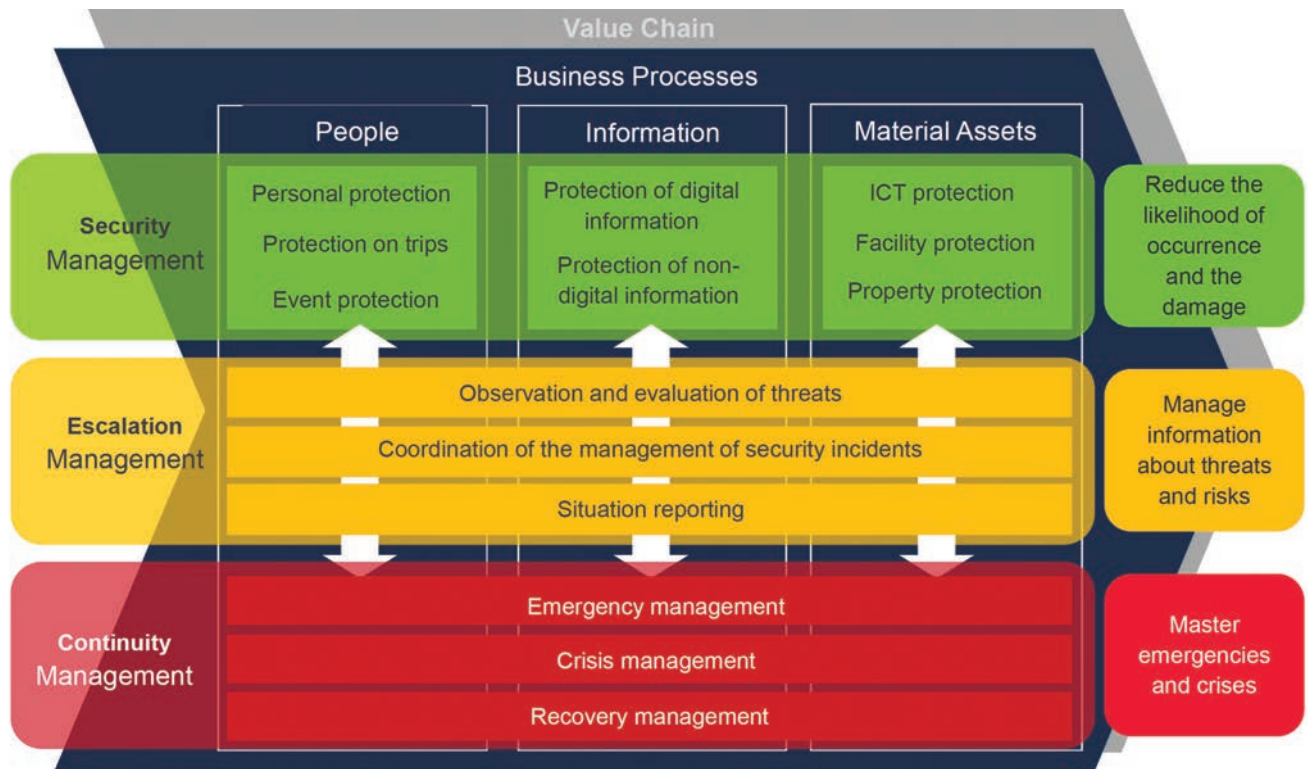 Value Chain
Business Processes
People
Information
Material Assets
Security
Management
Personal protection
Protection on trips
Event protection
Protection of digital
information
Protection of non-
digital information
ICT protection
Facility protection
Property protection
Reduce the
likelihood of
occurrence
and the
damage
Escalation
Management
Observation and evaluation of threats
Coordination of the management of security incidents
Situation reporting
Manage
information
about threats
and risks
Continuity
Management
Emergency management
Crisis management
Recovery management
Master
emergencies
and crises